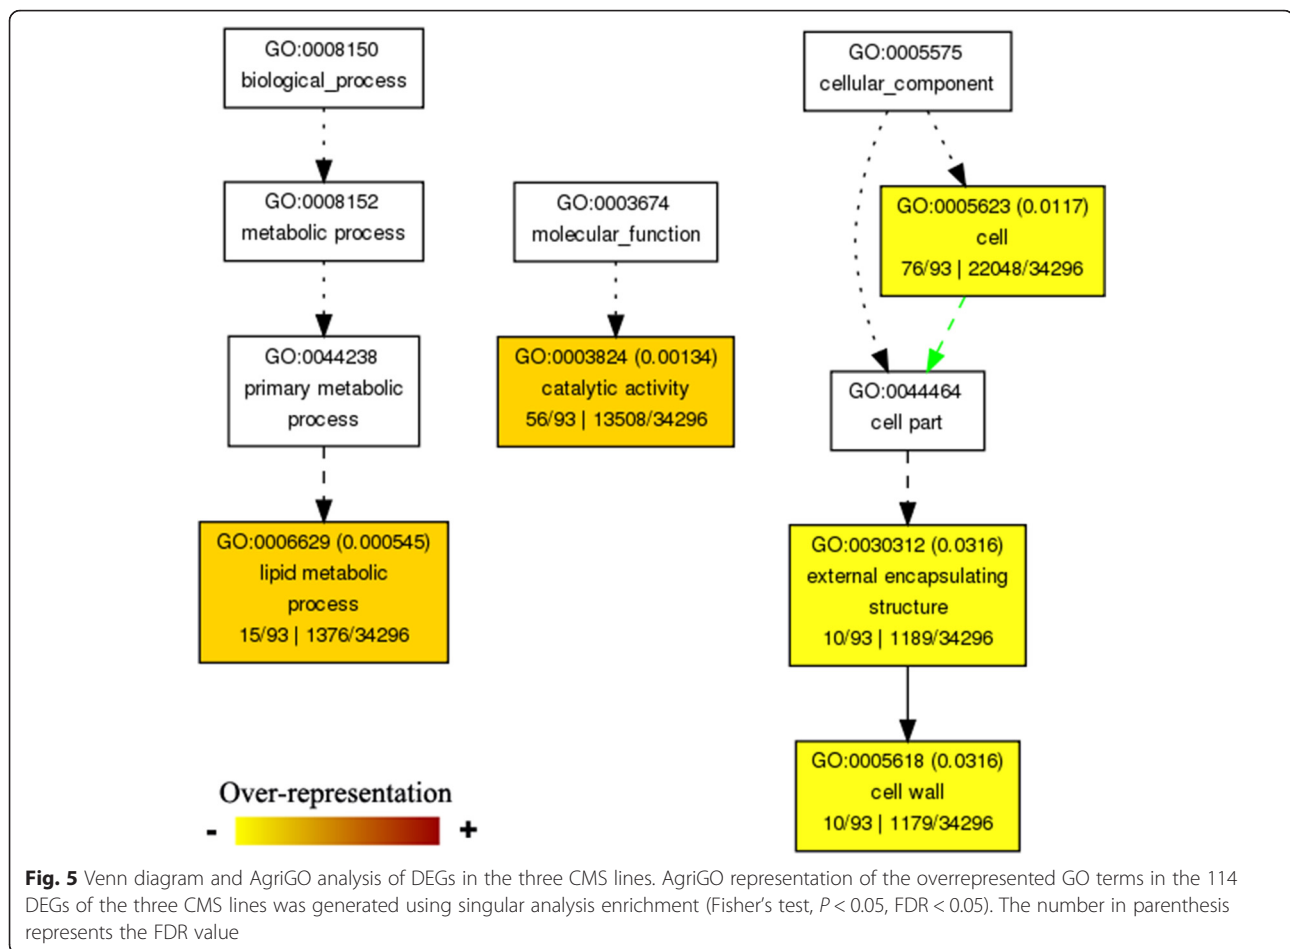 GO:0008150
biological_process
GO:0008152
metabolic process
GO:0044238
primary metabolic
process
GO:0006629 (0.000545)
lipid metabolic
process
15/93 | 1376/34296
GO:0003674
molecular_function
GO:0003824 (0.00134)
catalytic activity
56/93 | 13508/34296
GO:0005575
cellular_component
GO:0005623 (0.0117)
cell
76/93 | 22048/34296
GO:0044464
cell part
GO:0030312 (0.0316)
external encapsulating
structure
10/93 | 1189/34296
GO:0005618 (0.0316)
cell wall
10/93 | 1179/34296
Over-representation
- +
Fig. 5 Venn diagram and AgriGO analysis of DEGs in the three CMS lines. AgriGO representation of the overrepresented GO terms in the 114
DEGs of the three CMS lines was generated using singular analysis enrichment (Fisher's test, P < 0.05, FDR < 0.05). The number in parenthesis
represents the FDR value